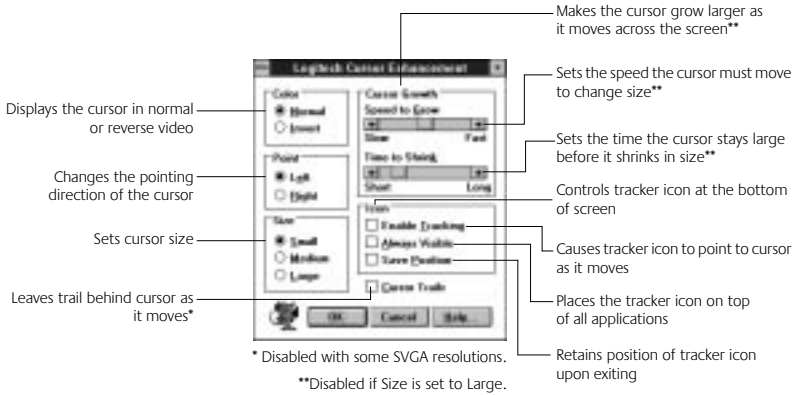 Makes the cursor grow larger as
it moves across the screen**
Logitech Cursor Enhancement
Color
Normal
Invert
Cursor Growth
Speed to Grow
Slow Fast
Time to Shrink
Short Long
Point
Left
Right
Size
Small
Medium
Large
Icon
Enable Tracking
Always Visible
Save Position
Cursor Trails
OK Cancel Help...
Displays the cursor in normal
or reverse video
Changes the pointing
direction of the cursor
Sets cursor size
Leaves trail behind cursor as
it moves*
Sets the speed the cursor must move
to change size**
Sets the time the cursor stays large
before it shrinks in size**
Controls tracker icon at the bottom
of screen
Causes tracker icon to point to cursor
as it moves
Places the tracker icon on top
of all applications
Retains position of tracker icon
upon exiting
* Disabled with some SVGA resolutions.
**Disabled if Size is set to Large.